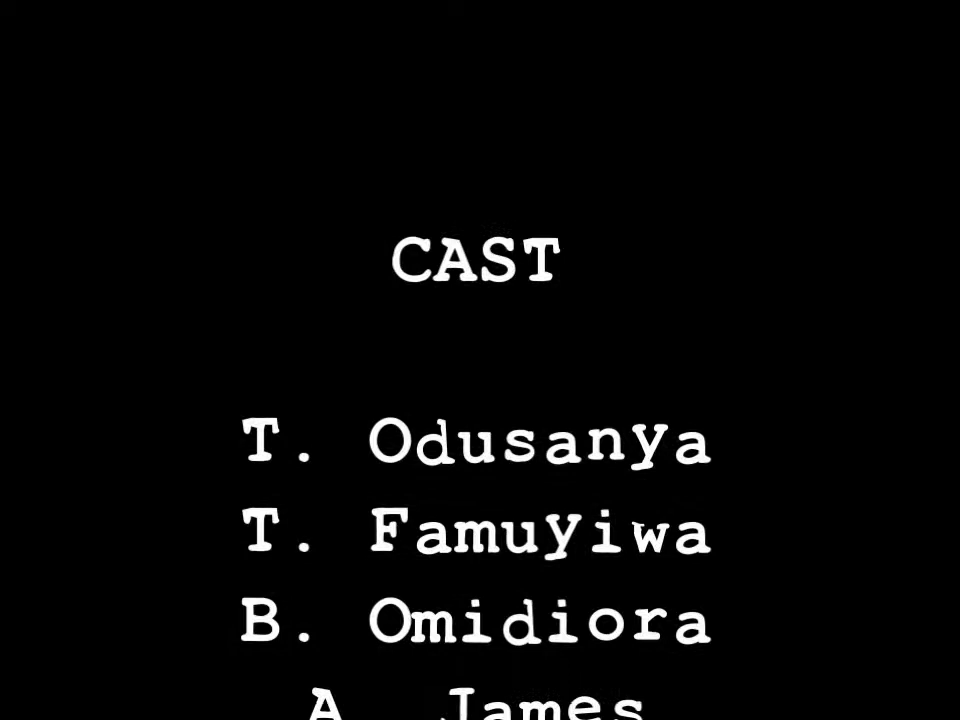 CAST
T. Odusanya
T. Famuyiwa
B. Omidiora
A. James